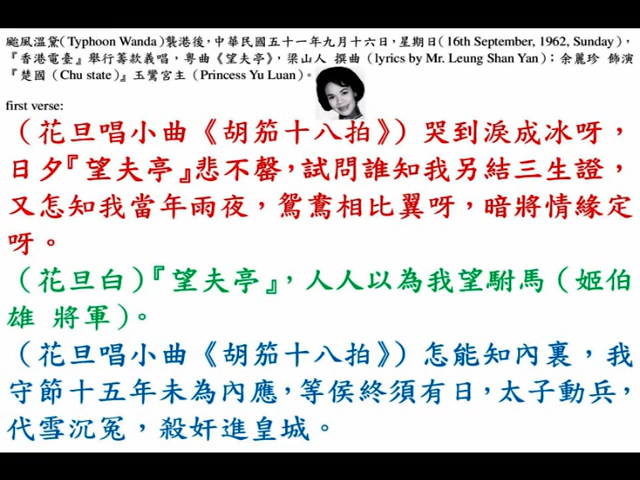 颱風溫黛（Typhoon Wanda）襲港後，中華民國五十一年九月十六日，星期日（16th September, 1962, Sunday），
『香港電臺』舉行籌款義唱，粵曲《望夫亭》，梁山人 撰曲（lyrics by Mr. Leung Shan Yan）；余麗珍 飾演
『楚國（Chu state）』玉鸞宮主（Princess Yu Luan）。
first verse:
（花旦唱小曲《胡笳十八拍》）哭到淚成冰呀，
日夕『望夫亭』悲不罄，試問誰知我另結三生證，
又怎知我當年雨夜，鴛鴦相比翼呀，暗將情緣定
呀。
（花旦白）『望夫亭』，人人以為我望駙馬（姬伯
雄 將軍）。
（花旦唱小曲《胡笳十八拍》）怎能知內裏，我
守節十五年未為內應，等侯終須有日，太子動兵，
代雪沉冤，殺奸進皇城。